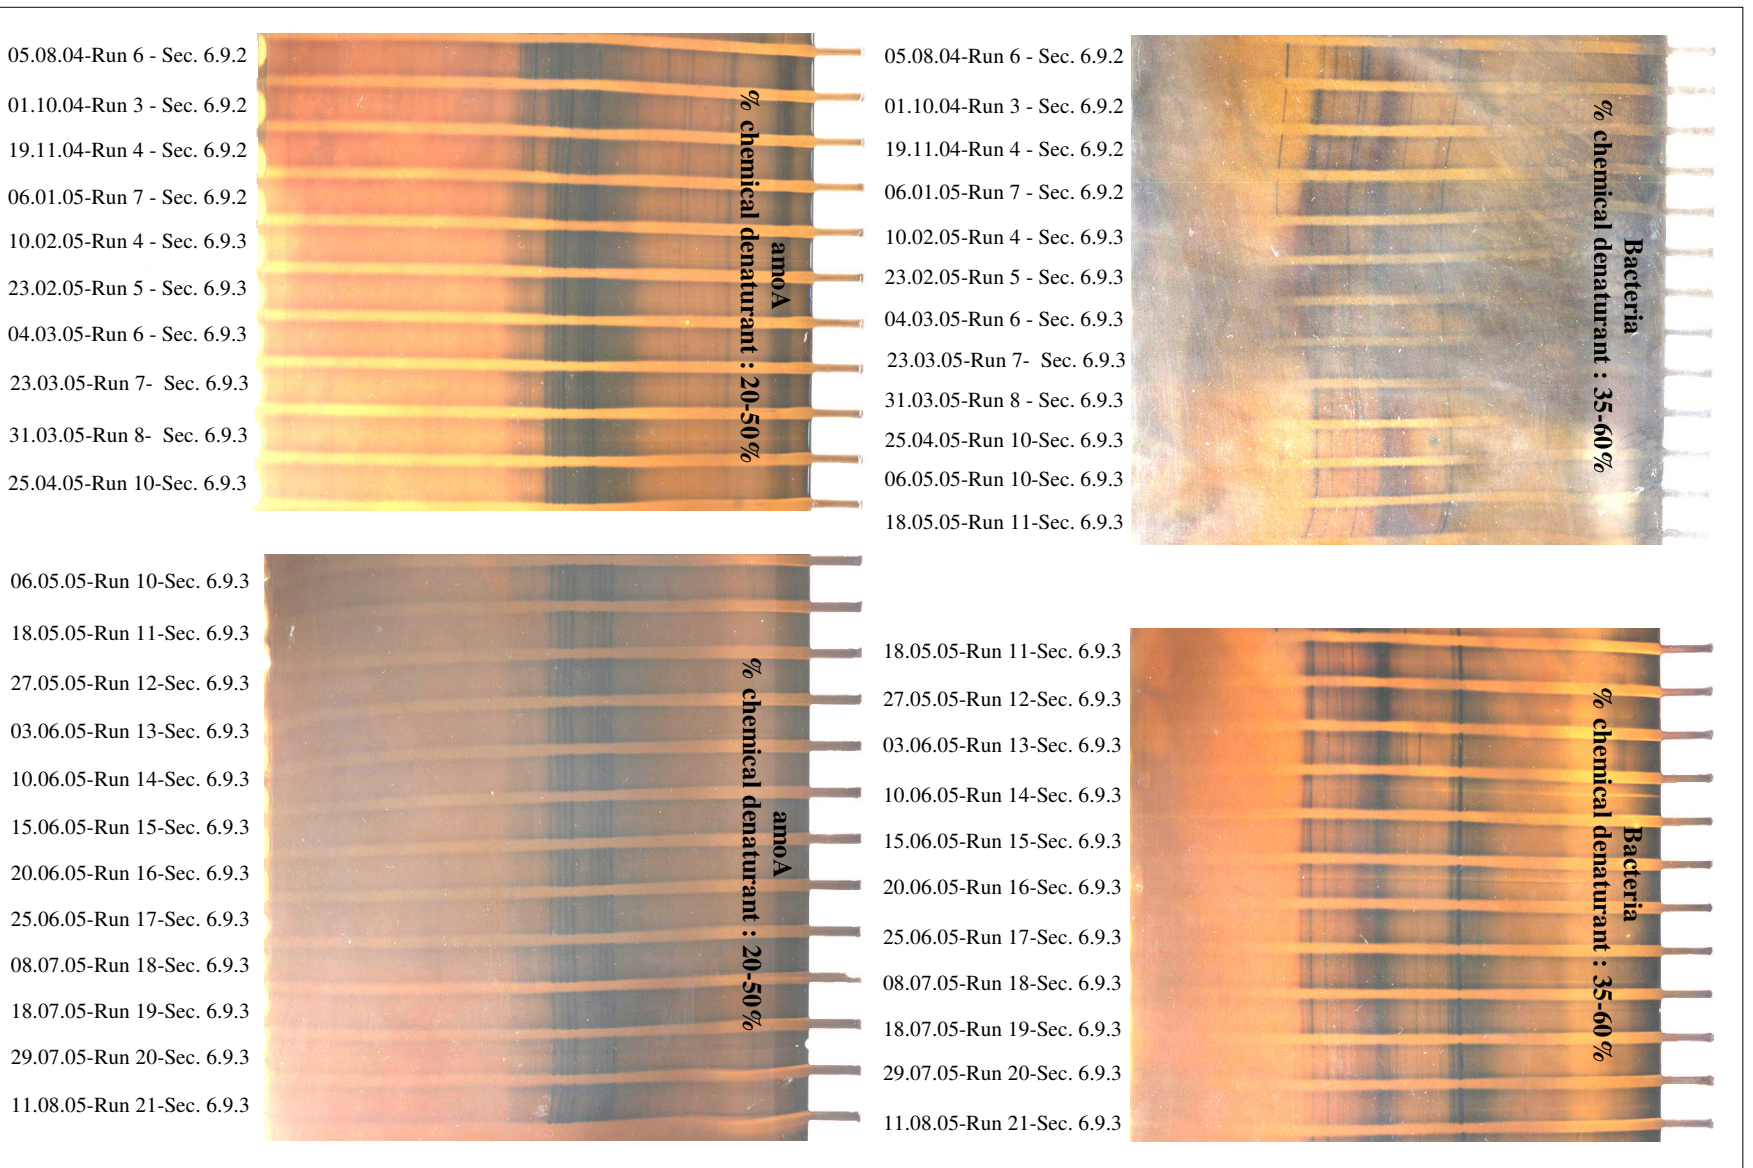 05.08.04-Run 6 - Sec. 6.9.2
01.10.04-Run 3 - Sec. 6.9.2
19.11.04-Run 4 - Sec. 6.9.2
06.01.05-Run 7 - Sec. 6.9.2
10.02.05-Run 4 - Sec. 6.9.3
23.02.05-Run 5 - Sec. 6.9.3
04.03.05-Run 6 - Sec. 6.9.3
23.03.05-Run 7- Sec. 6.9.3
31.03.05-Run 8- Sec. 6.9.3
25.04.05-Run 10-Sec. 6.9.3
amoA
% chemical denaturant : 20-50%
05.08.04-Run 6 - Sec. 6.9.2
01.10.04-Run 3 - Sec. 6.9.2
19.11.04-Run 4 - Sec. 6.9.2
06.01.05-Run 7 - Sec. 6.9.2
10.02.05-Run 4 - Sec. 6.9.3
23.02.05-Run 5 - Sec. 6.9.3
04.03.05-Run 6 - Sec. 6.9.3
23.03.05-Run 7- Sec. 6.9.3
31.03.05-Run 8 - Sec. 6.9.3
25.04.05-Run 10-Sec. 6.9.3
06.05.05-Run 10-Sec. 6.9.3
18.05.05-Run 11-Sec. 6.9.3
Bacteria
% chemical denaturant : 35-60%
06.05.05-Run 10-Sec. 6.9.3
18.05.05-Run 11-Sec. 6.9.3
27.05.05-Run 12-Sec. 6.9.3
03.06.05-Run 13-Sec. 6.9.3
10.06.05-Run 14-Sec. 6.9.3
15.06.05-Run 15-Sec. 6.9.3
20.06.05-Run 16-Sec. 6.9.3
25.06.05-Run 17-Sec. 6.9.3
08.07.05-Run 18-Sec. 6.9.3
18.07.05-Run 19-Sec. 6.9.3
29.07.05-Run 20-Sec. 6.9.3
11.08.05-Run 21-Sec. 6.9.3
amoA
% chemical denaturant : 20-50%
18.05.05-Run 11-Sec. 6.9.3
27.05.05-Run 12-Sec. 6.9.3
03.06.05-Run 13-Sec. 6.9.3
10.06.05-Run 14-Sec. 6.9.3
15.06.05-Run 15-Sec. 6.9.3
20.06.05-Run 16-Sec. 6.9.3
25.06.05-Run 17-Sec. 6.9.3
08.07.05-Run 18-Sec. 6.9.3
18.07.05-Run 19-Sec. 6.9.3
29.07.05-Run 20-Sec. 6.9.3
11.08.05-Run 21-Sec. 6.9.3
Bacteria
% chemical denaturant : 35-60%